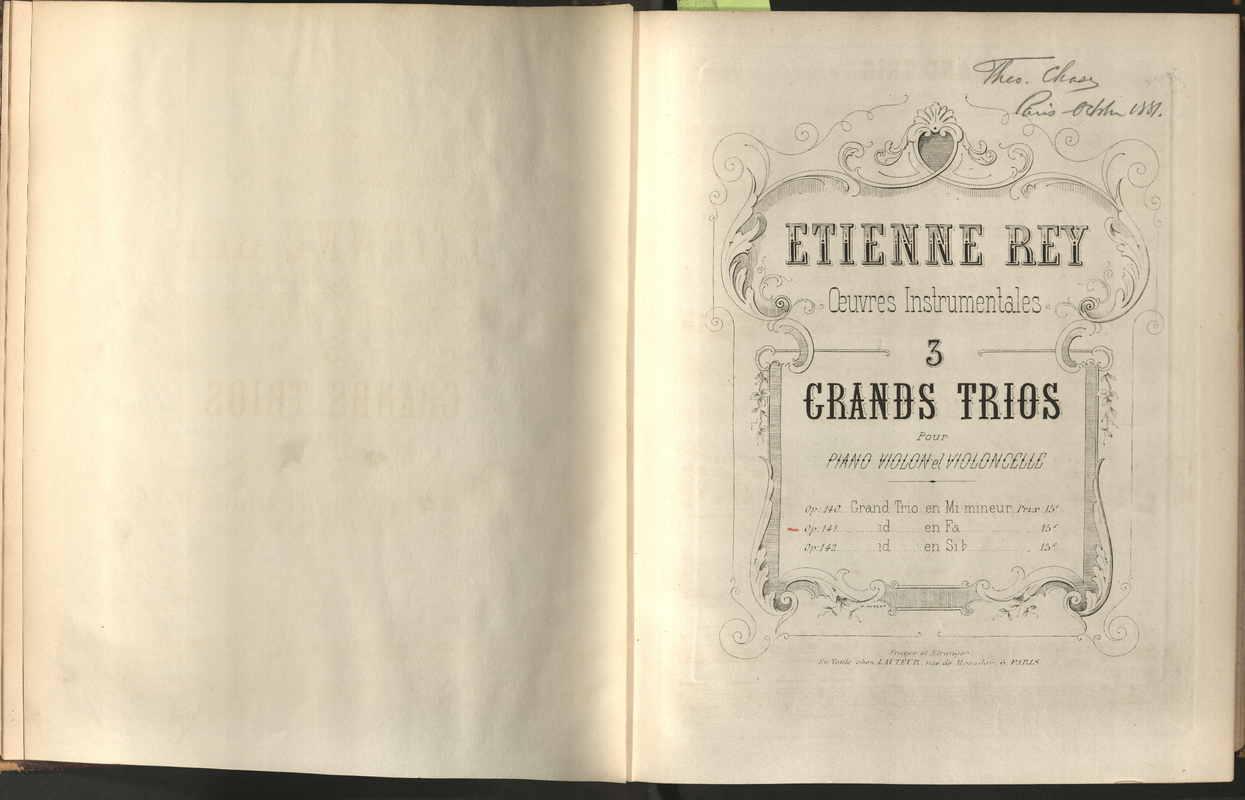 Theo. Chase
Paris Octbr 1881.
ETIENNE REY
Œuvres Instrumentales
3
GRANDS TRIOS
Pour
PIANO VIOLON et VIOLONCELLE
Op: 140. Grand Trio en Mi mineur Prix 15f
Op: 141. id en Fa 15f
Op: 142. id en Si b 15f
France et Etranger
En Vente chez L'AUTEUR, rue de Mogador, 6, PARIS